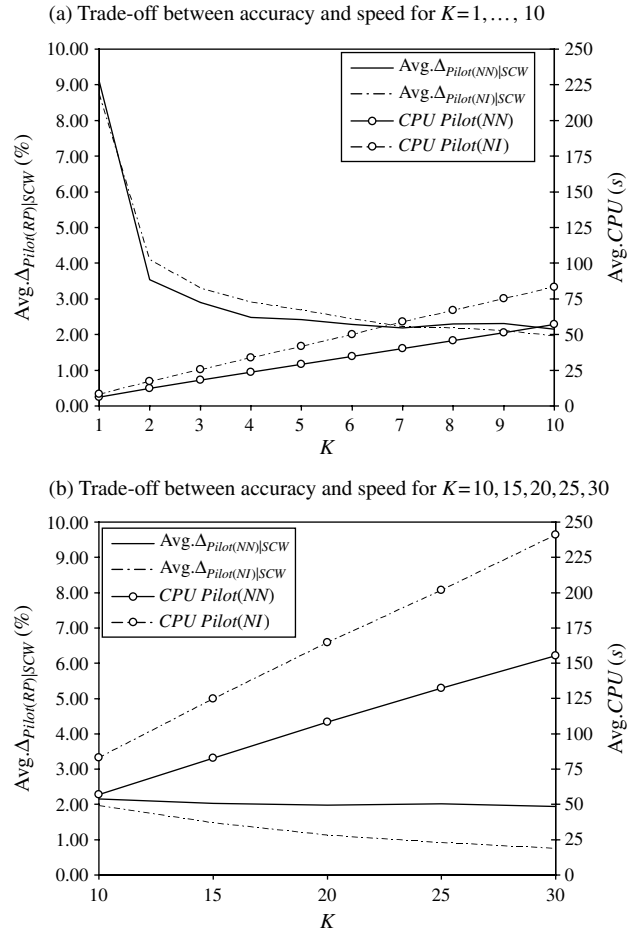 (a) Trade-off between accuracy and speed for K=1,..., 10
10.00
9.00
8.00
7.00
6.00
5.00
4.00
3.00
2.00
1.00
0.00
Avg.Δ_Pilot(RP)|SCW (%)
Avg.Δ_Pilot(NN)|SCW
Avg.Δ_Pilot(NI)|SCW
CPU Pilot(NN)
CPU Pilot(NI)
250
225
200
175
150
125
100
75
50
25
0
Avg.CPU (s)
1 2 3 4 5 6 7 8 9 10
K
(b) Trade-off between accuracy and speed for K=10,15,20,25,30
10.00
9.00
8.00
7.00
6.00
5.00
4.00
3.00
2.00
1.00
0.00
Avg.Δ_Pilot(RP)|SCW (%)
Avg.Δ_Pilot(NN)|SCW
Avg.Δ_Pilot(NI)|SCW
CPU Pilot(NN)
CPU Pilot(NI)
250
225
200
175
150
125
100
75
50
25
0
Avg.CPU (s)
10 15 20 25 30
K